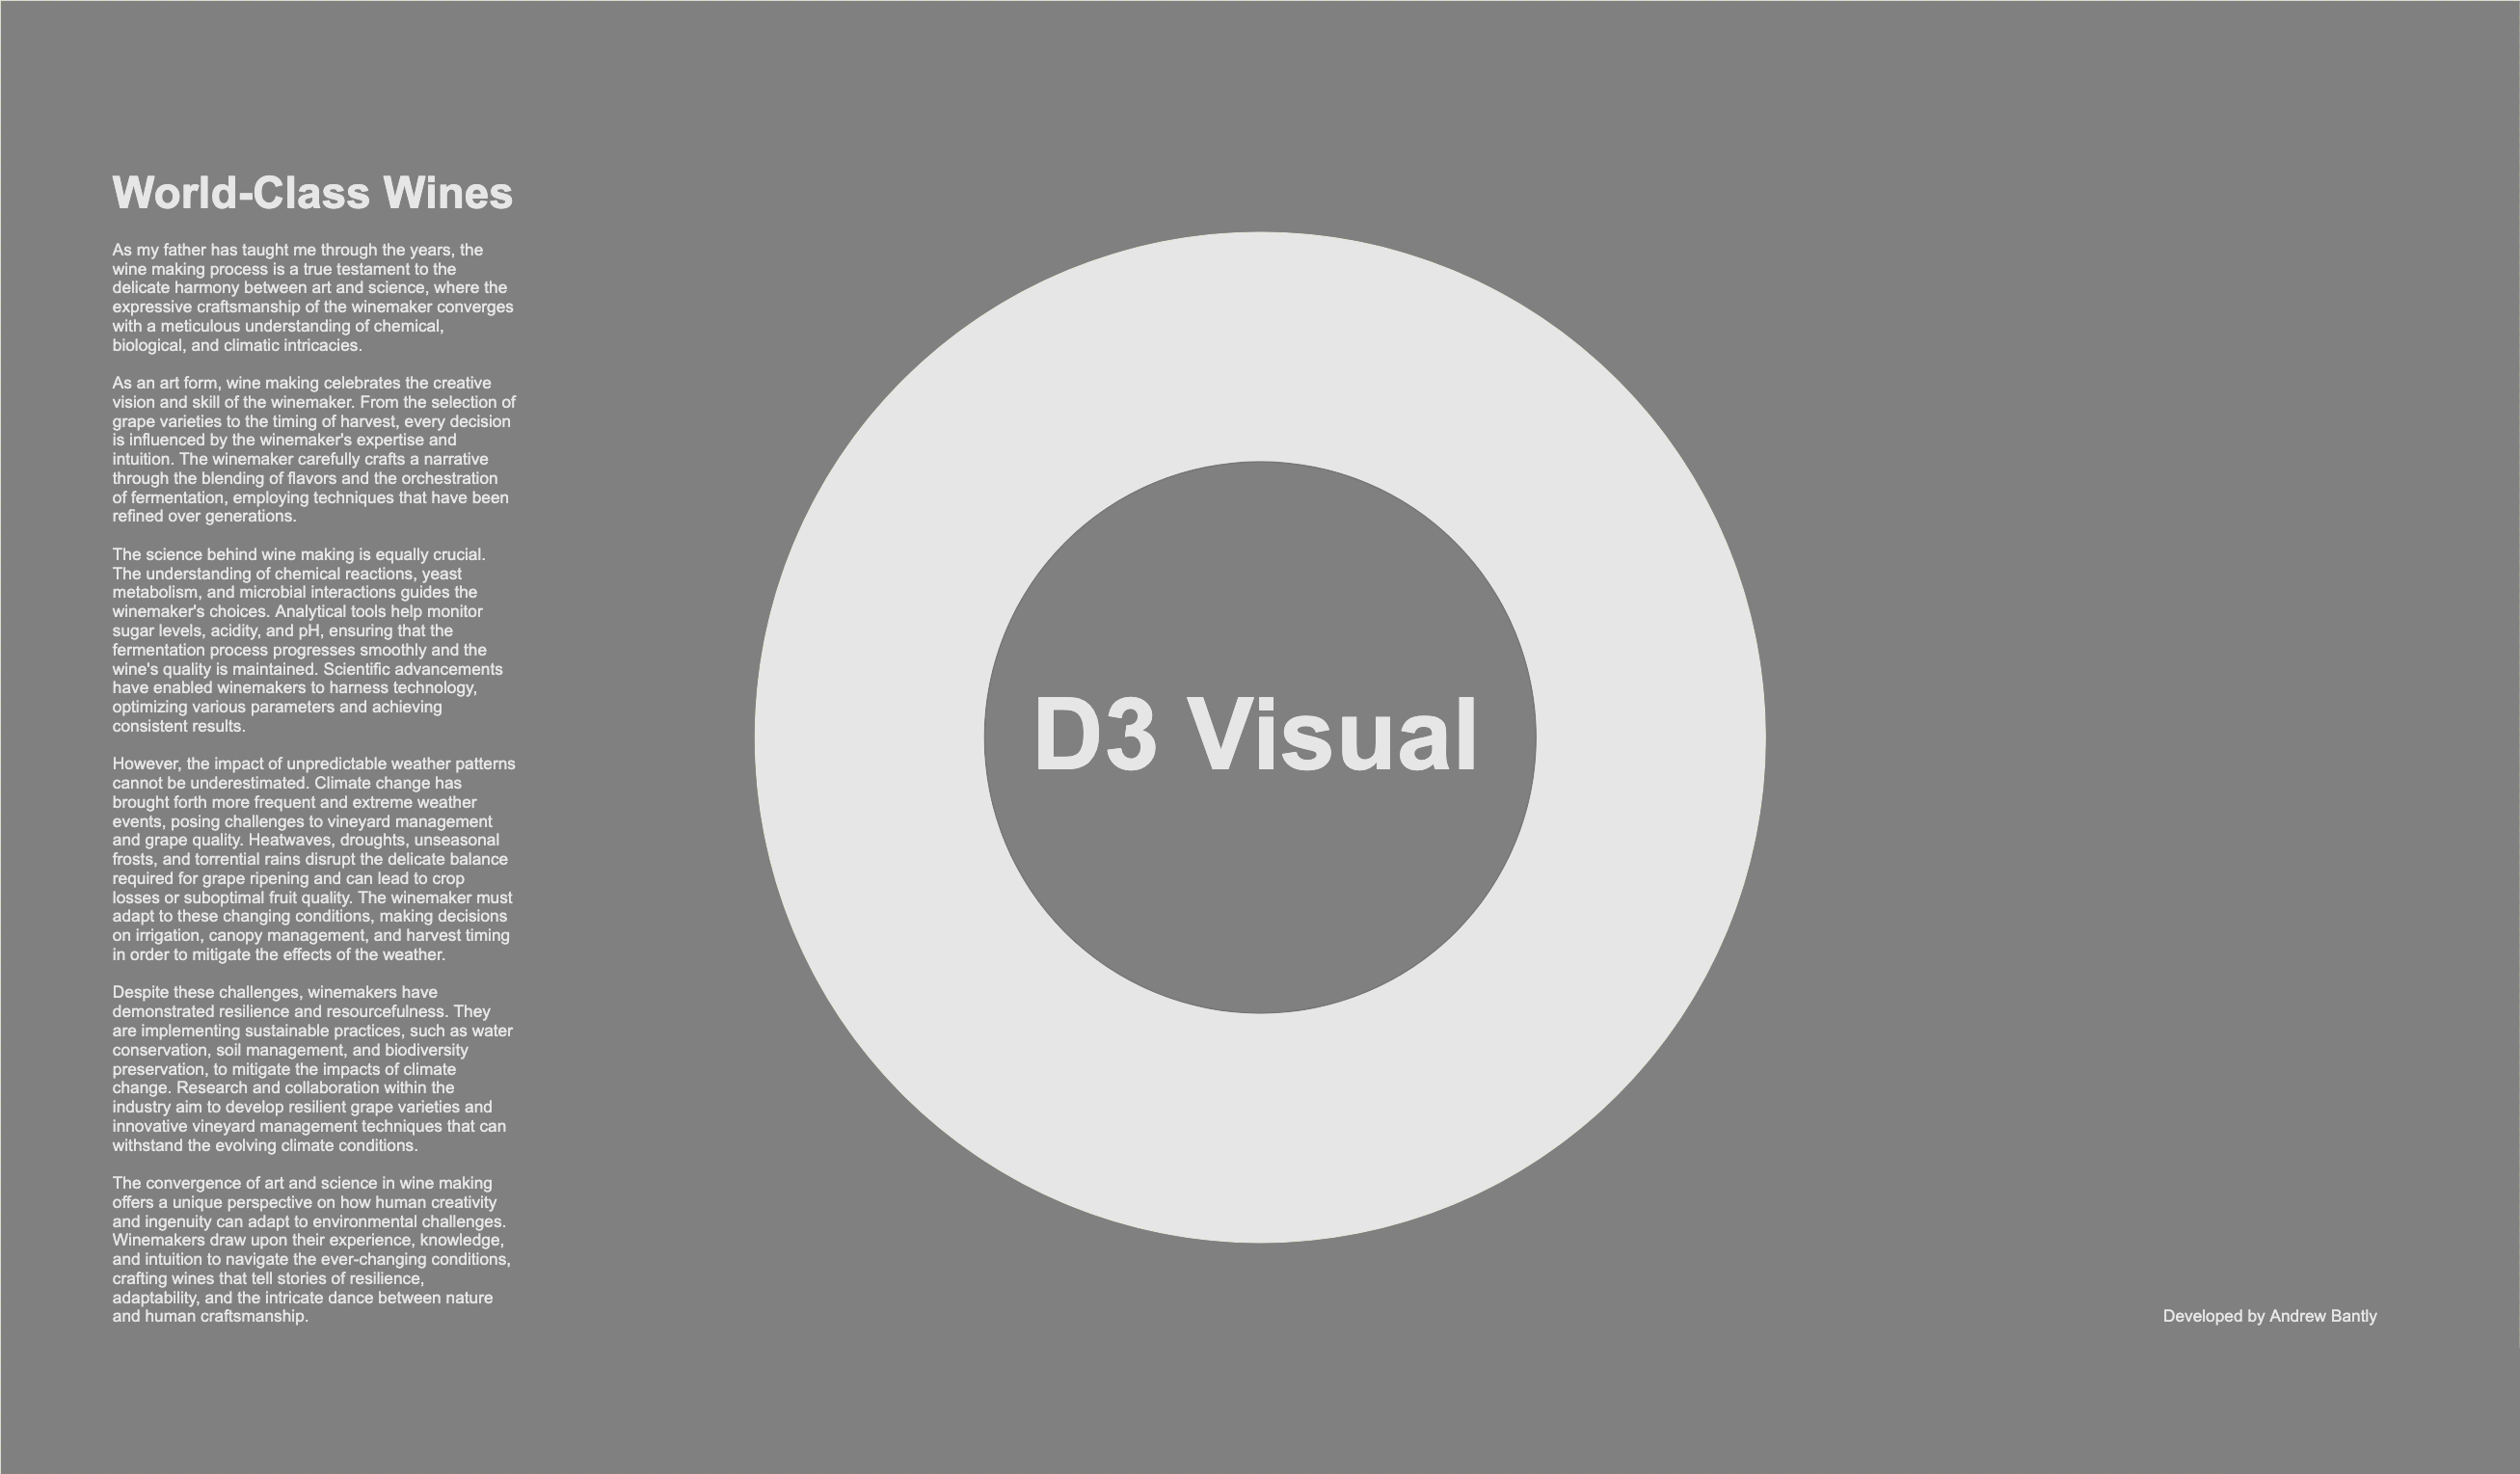 World-Class Wines
As my father has taught me through the years, the
wine making process is a true testament to the
delicate harmony between art and science, where the
expressive craftsmanship of the winemaker converges
with a meticulous understanding of chemical,
biological, and climatic intricacies.
As an art form, wine making celebrates the creative
vision and skill of the winemaker. From the selection of
grape varieties to the timing of harvest, every decision
is influenced by the winemaker's expertise and
intuition. The winemaker carefully crafts a narrative
through the blending of flavors and the orchestration
of fermentation, employing techniques that have been
refined over generations.
The science behind wine making is equally crucial.
The understanding of chemical reactions, yeast
metabolism, and microbial interactions guides the
winemaker's choices. Analytical tools help monitor
sugar levels, acidity, and pH, ensuring that the
fermentation process progresses smoothly and the
wine's quality is maintained. Scientific advancements
have enabled winemakers to harness technology,
optimizing various parameters and achieving
consistent results.
However, the impact of unpredictable weather patterns
cannot be underestimated. Climate change has
brought forth more frequent and extreme weather
events, posing challenges to vineyard management
and grape quality. Heatwaves, droughts, unseasonal
frosts, and torrential rains disrupt the delicate balance
required for grape ripening and can lead to crop
losses or suboptimal fruit quality. The winemaker must
adapt to these changing conditions, making decisions
on irrigation, canopy management, and harvest timing
in order to mitigate the effects of the weather.
Despite these challenges, winemakers have
demonstrated resilience and resourcefulness. They
are implementing sustainable practices, such as water
conservation, soil management, and biodiversity
preservation, to mitigate the impacts of climate
change. Research and collaboration within the
industry aim to develop resilient grape varieties and
innovative vineyard management techniques that can
withstand the evolving climate conditions.
The convergence of art and science in wine making
offers a unique perspective on how human creativity
and ingenuity can adapt to environmental challenges.
Winemakers draw upon their experience, knowledge,
and intuition to navigate the ever-changing conditions,
crafting wines that tell stories of resilience,
adaptability, and the intricate dance between nature
and human craftsmanship.
D3 Visual
Developed by Andrew Bantly